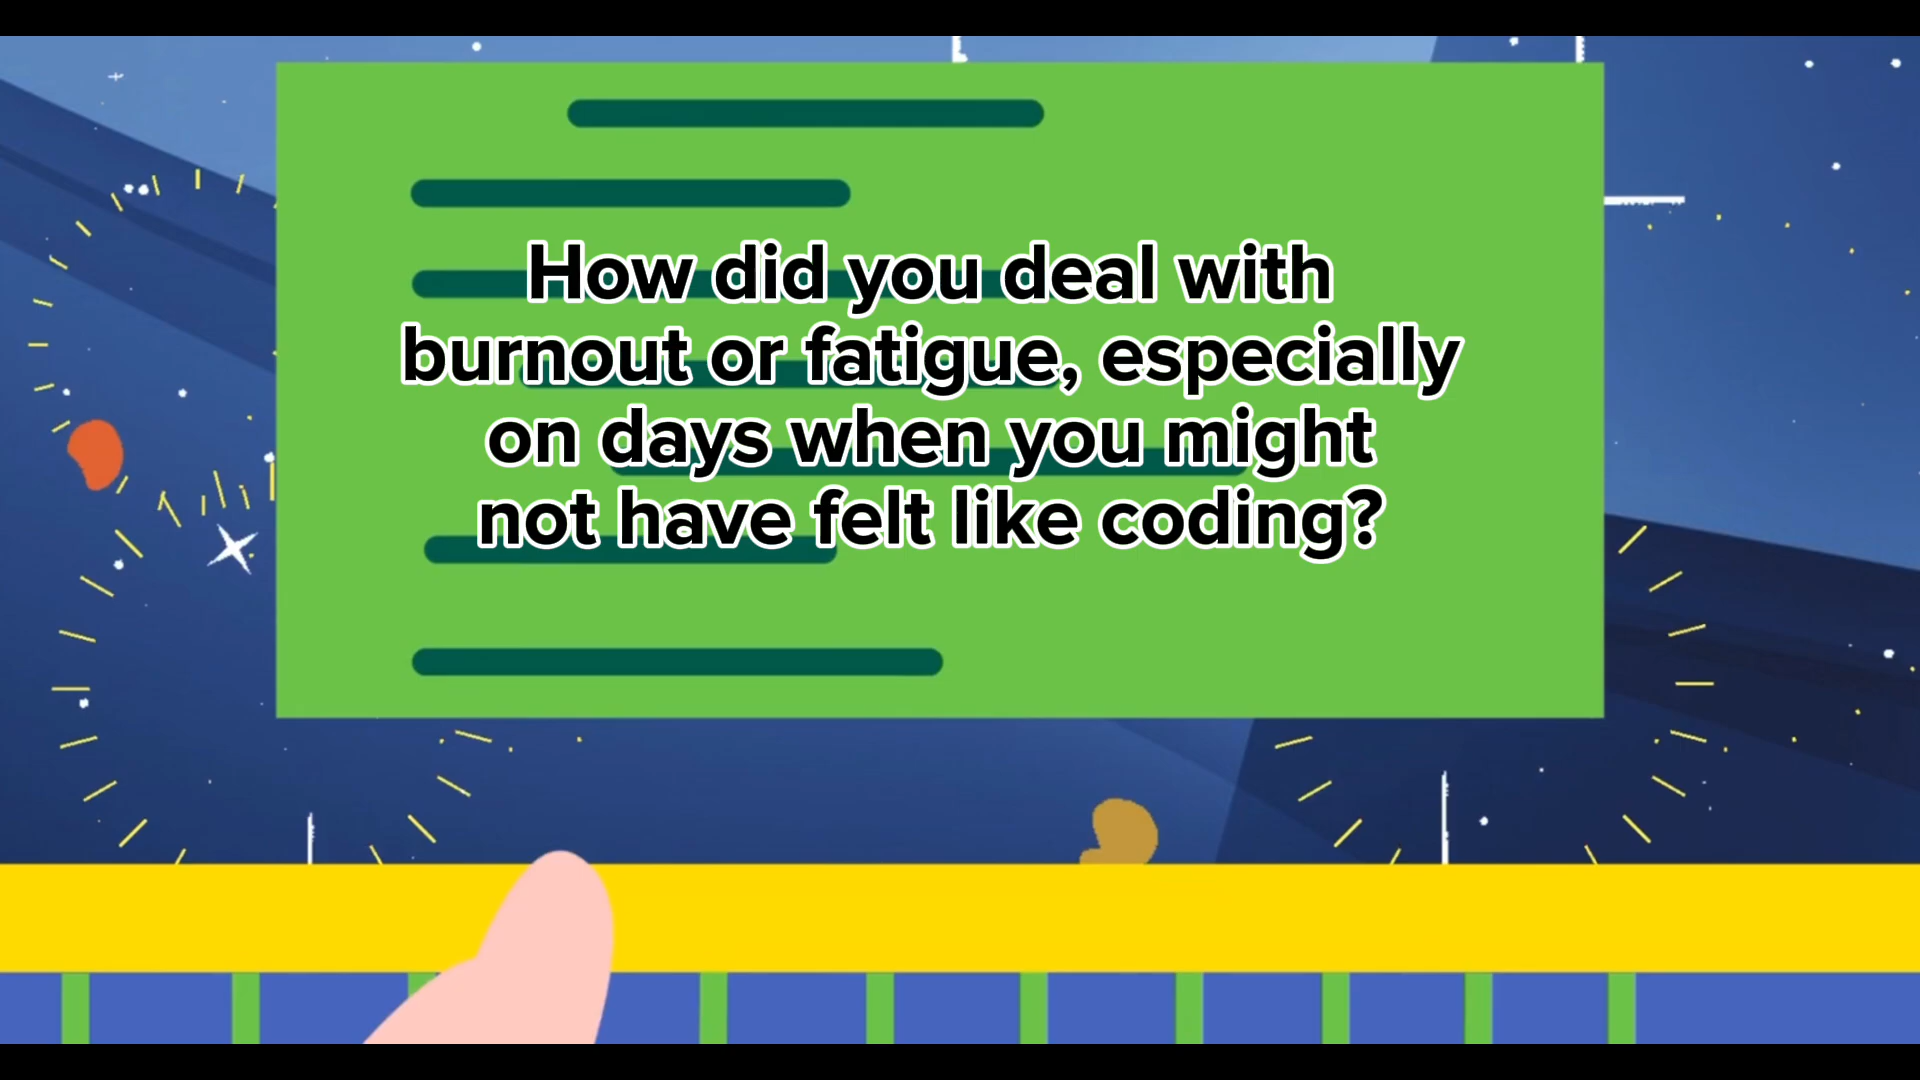 How did you deal with
burnout or fatigue, especially
on days when you might
not have felt like coding?